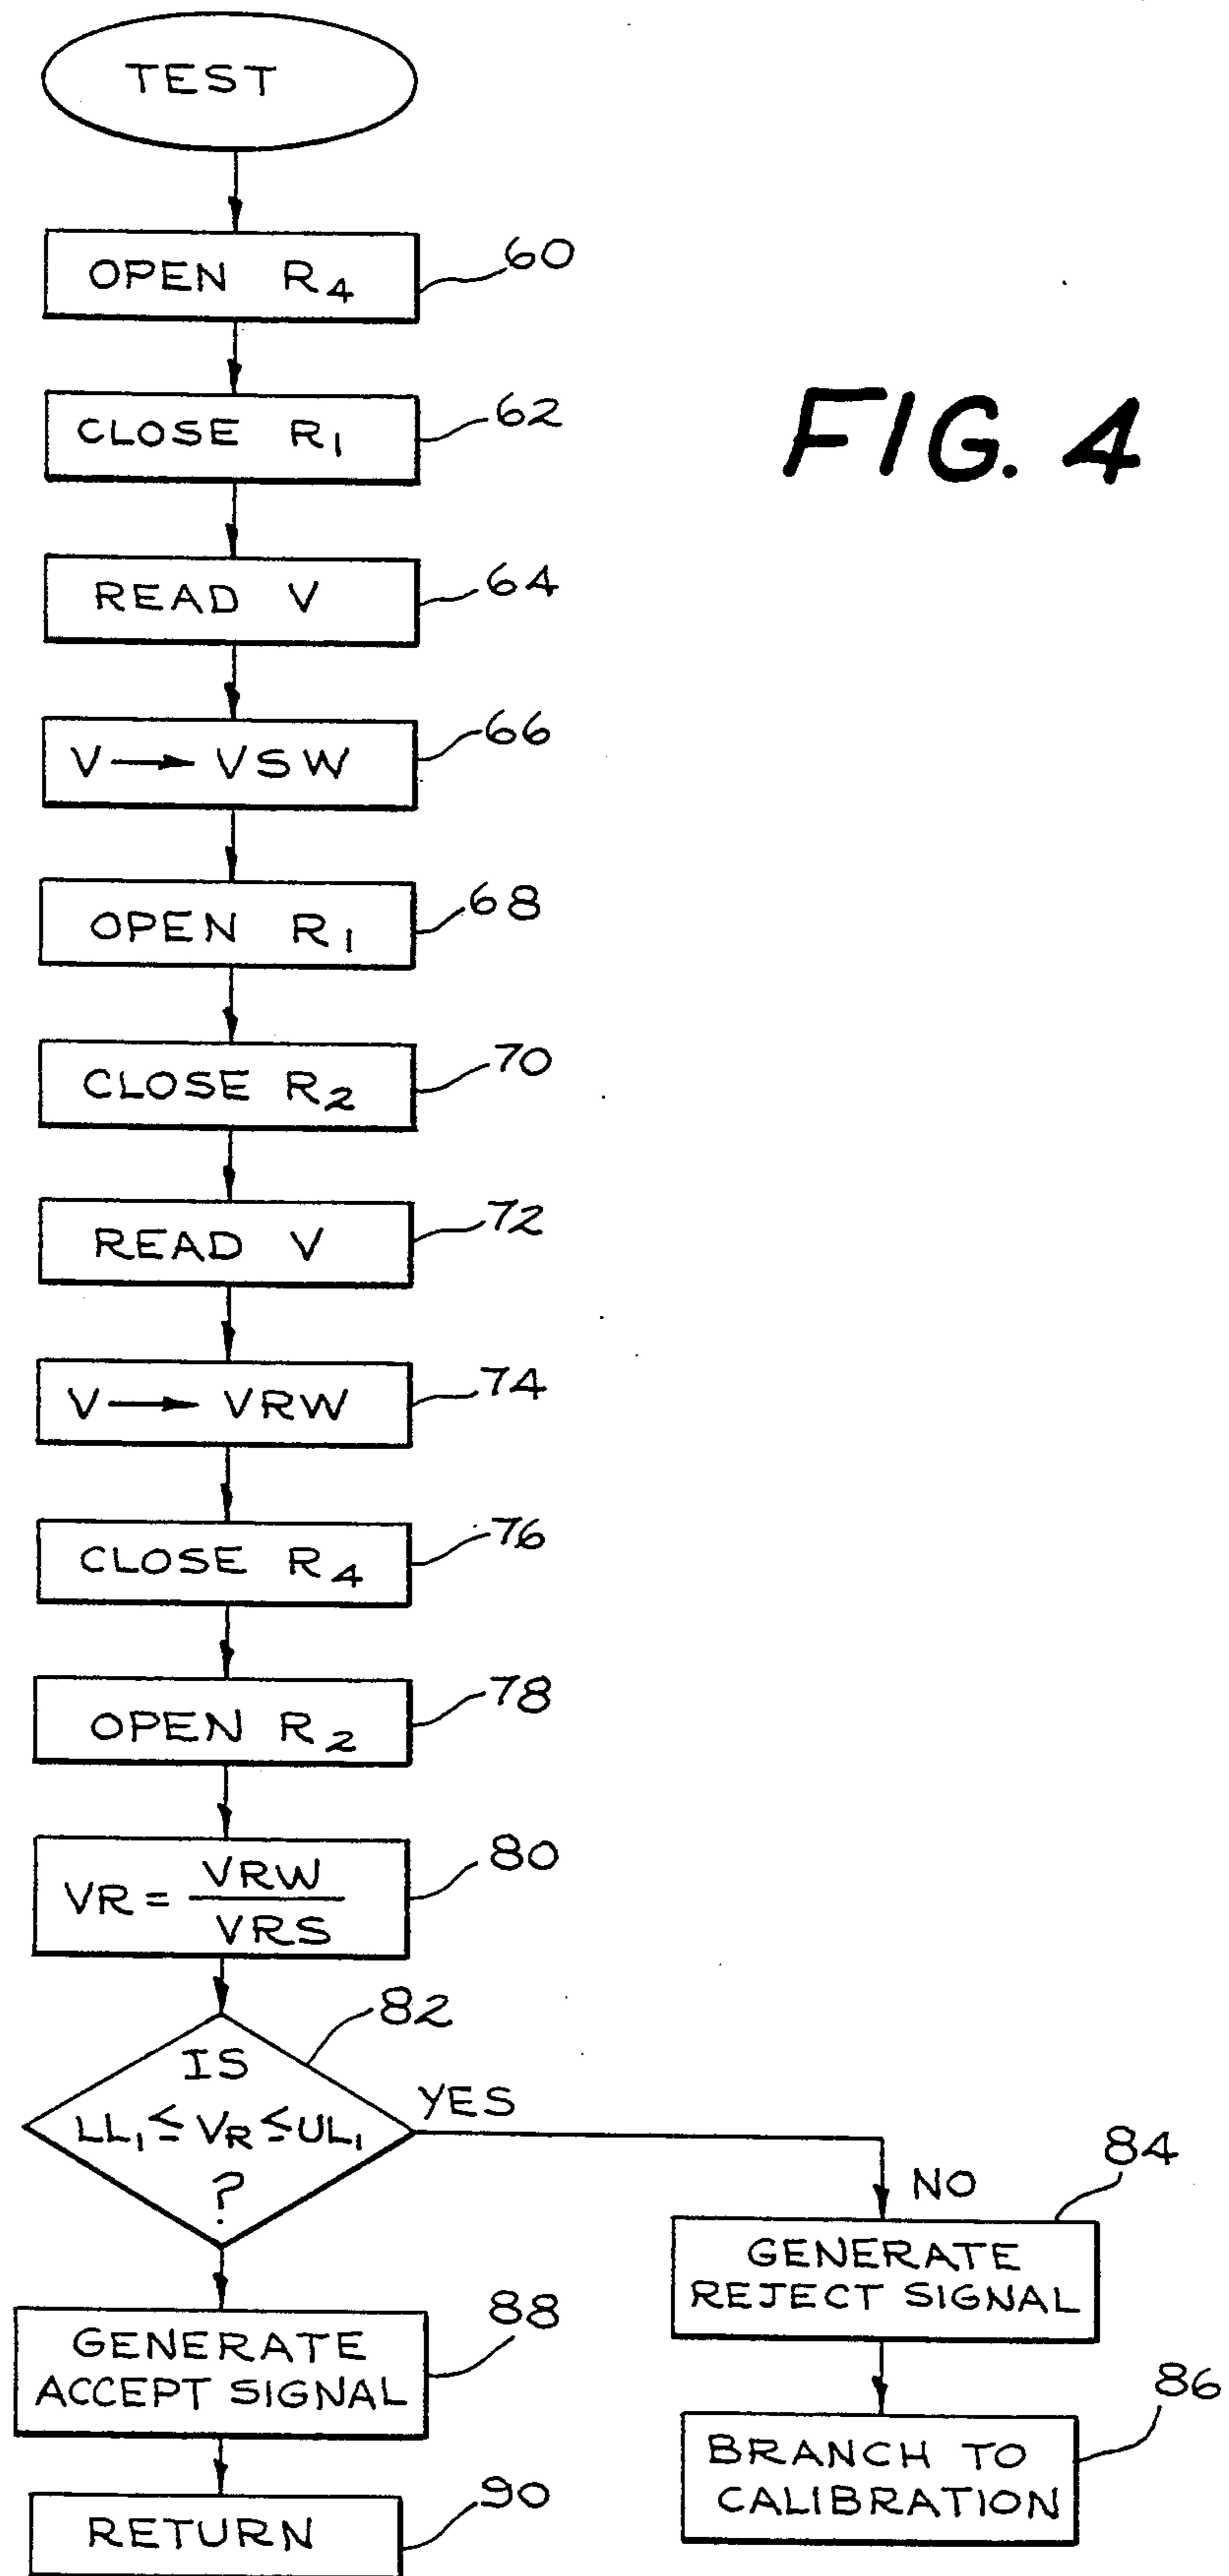 TEST
OPEN R4
60
CLOSE R1
62
FIG. 4
READ V
64
V → VSW
66
OPEN R1
68
CLOSE R2
70
READ V
72
V → VRW
74
CLOSE R4
76
OPEN R2
78
VR = VRW
VRS
80
82
IS
LL1 ≤ VR ≤ UL1
?
YES
NO
84
GENERATE
REJECT SIGNAL
88
GENERATE
ACCEPT SIGNAL
86
BRANCH TO
CALIBRATION
90
RETURN